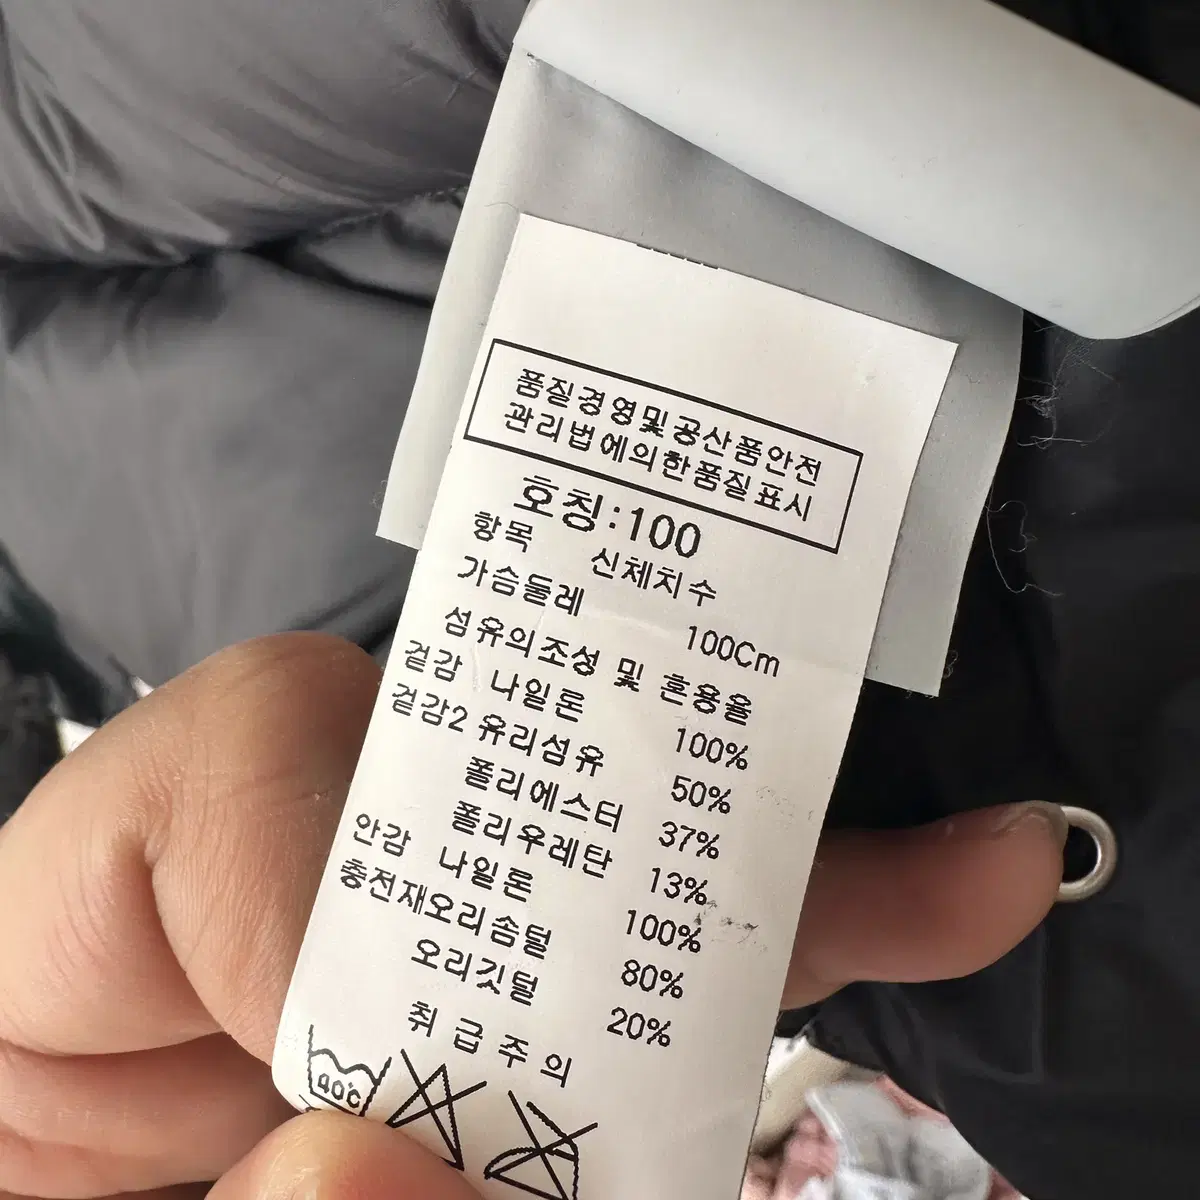 품질경영및공산품안전
관리법에의한품질표시
호칭:100
항목 신체치수
가슴둘레 100Cm
섬유의조성 및 혼용율
겉감 나일론 100%
겉감2 유리섬유 50%
폴리에스터 37%
폴리우레탄 13%
안감 나일론 100%
충전재오리솜털 80%
오리깃털 20%
취급주의
40℃